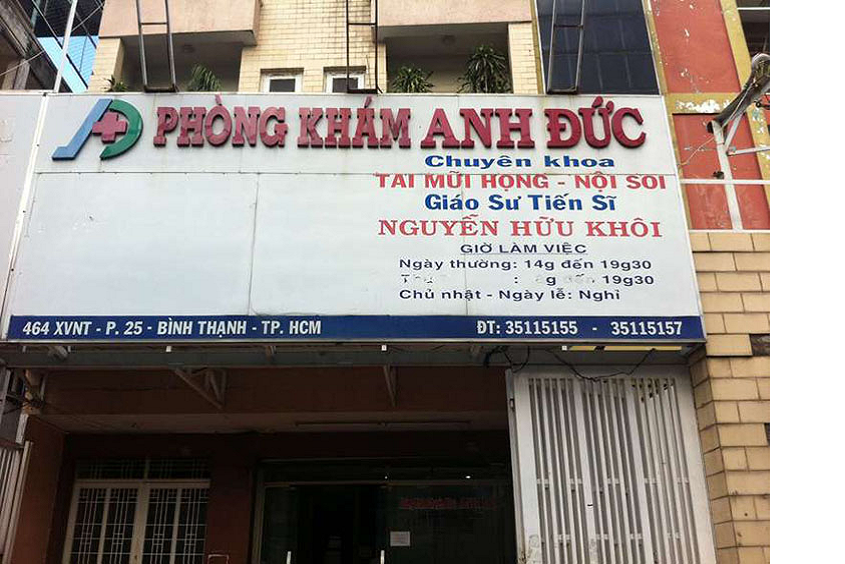 PHÒNG KHÁM ANH ĐỨC
Chuyên khoa
TAI MŨI HỌNG - NỘI SOI
Giáo Sư Tiến Sĩ
NGUYỄN HỮU KHÔI
GIỜ LÀM VIỆC
Ngày thường: 14g đến 19g30
đến 19g30
Chủ nhật - Ngày lễ: Nghỉ
464 XVNT - P. 25 - BÌNH THẠNH - TP. HCM
ĐT: 35115155 - 35115157